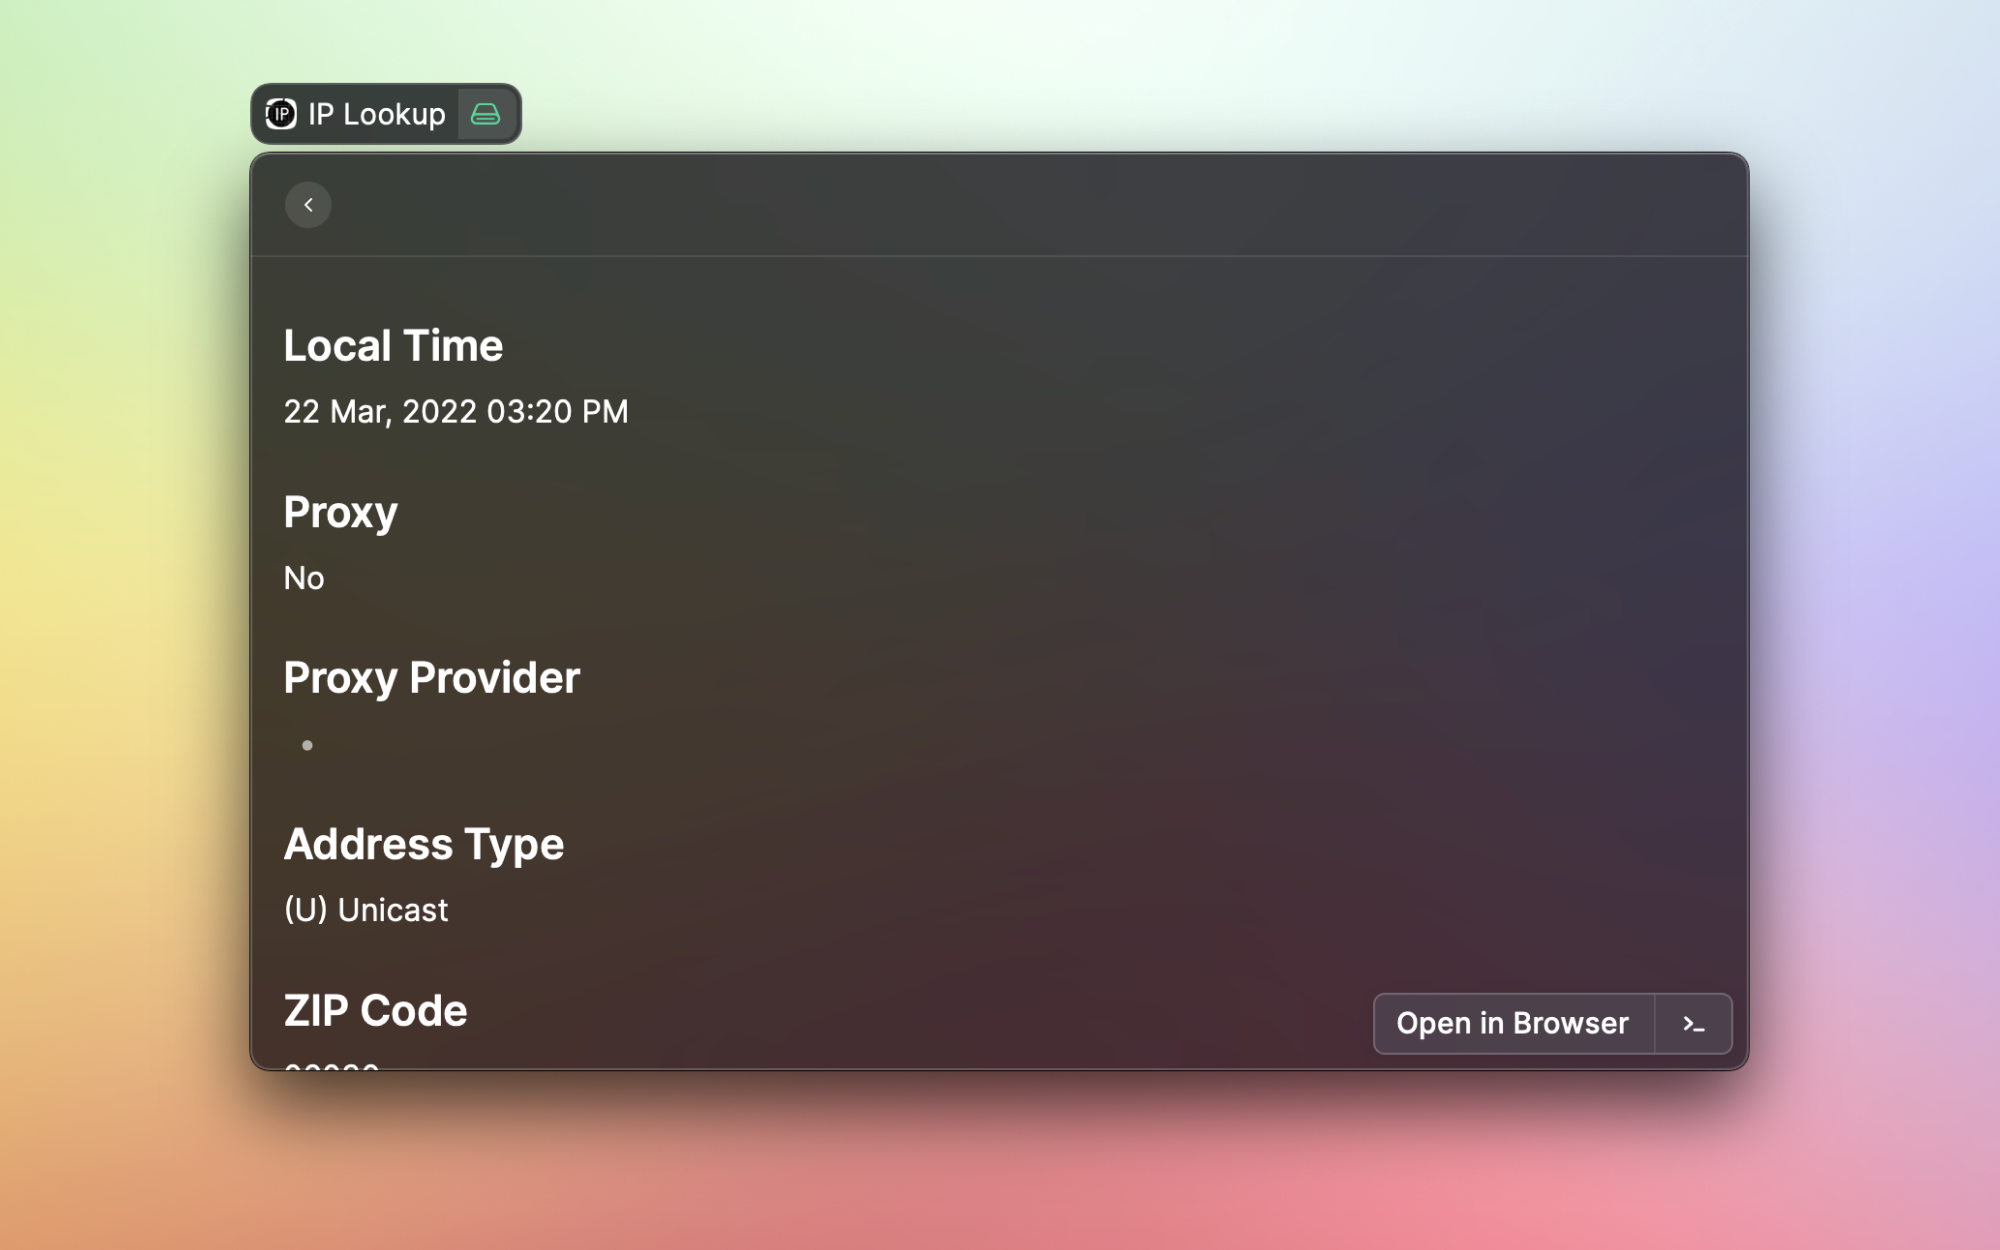 IP
IP Lookup
Local Time
22 Mar, 2022 03:20 PM
Proxy
No
Proxy Provider
•
Address Type
(U) Unicast
ZIP Code
Open in Browser
>_